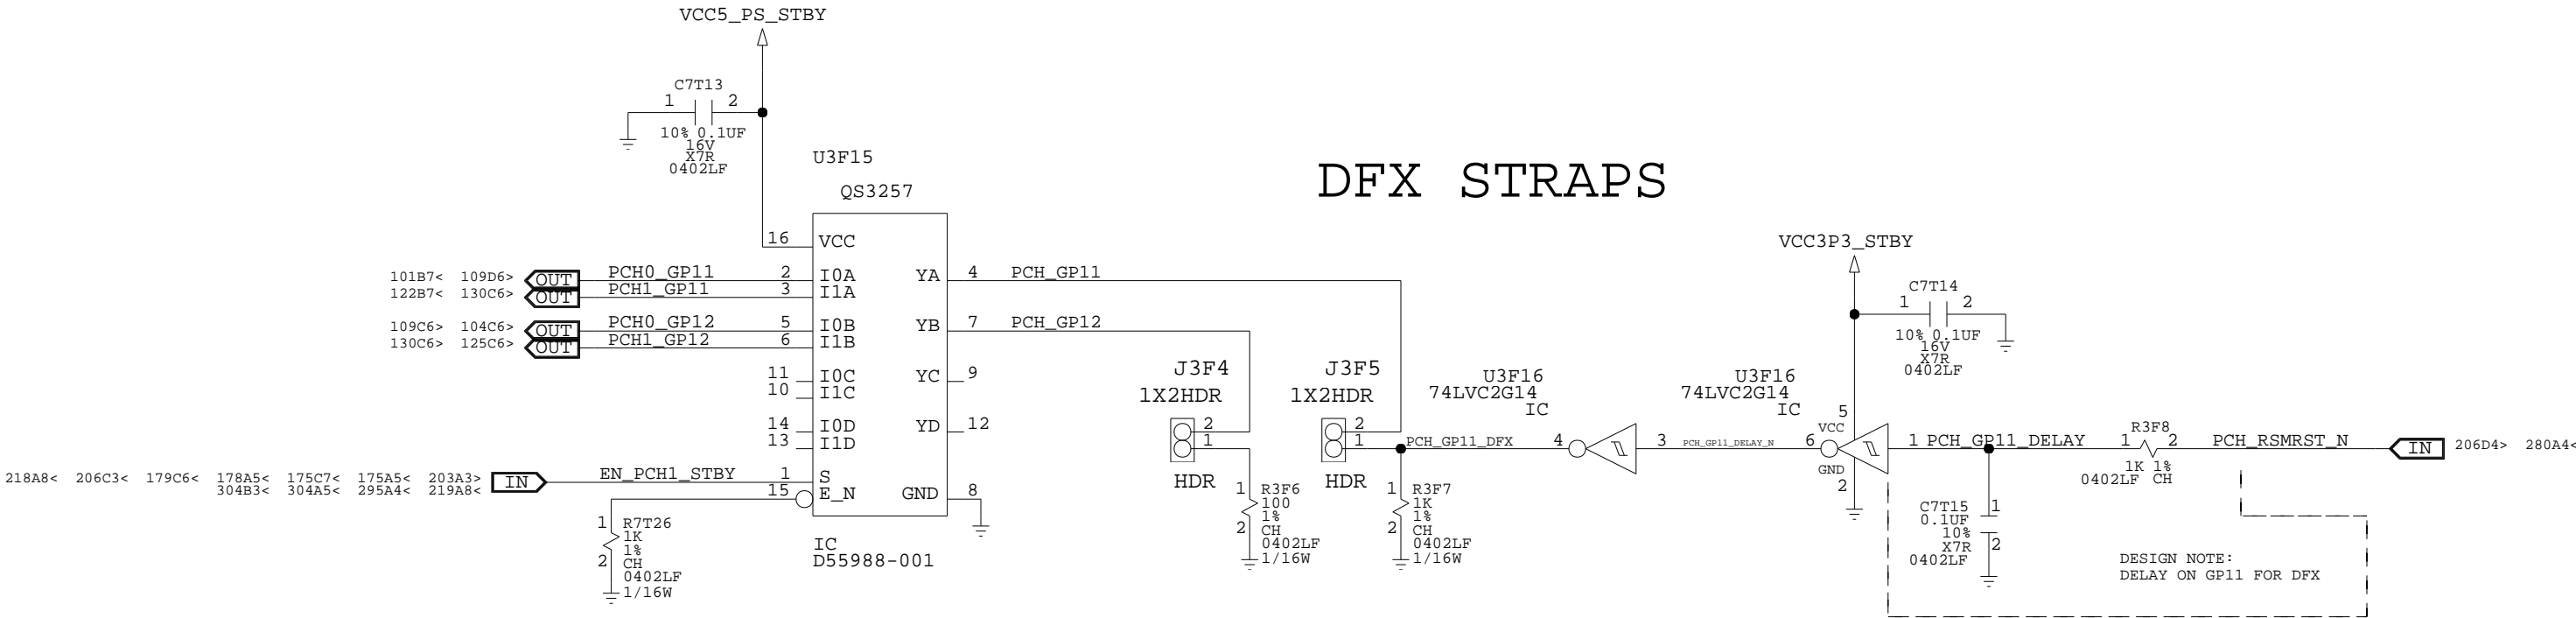 VCC5_PS_STBY
C7T13
1 2
10% 0.1UF
16V
X7R
0402LF
U3F15
QS3257
DFX STRAPS
16 VCC
101B7< 109D6> OUT PCH0_GP11 2 I0A YA 4 PCH_GP11
122B7< 130C6> OUT PCH1_GP11 3 I1A
109C6> 104C6> OUT PCH0_GP12 5 I0B YB 7 PCH_GP12
130C6> 125C6> OUT PCH1_GP12 6 I1B
11 I0C YC 9
10 I1C
14 I0D YD 12
13 I1D
218A8< 206C3< 179C6< 178A5< 175C7< 175A5< 203A3> IN EN_PCH1_STBY 1 S
304B3< 304A5< 295A4< 219A8<
15 E_N GND 8
1 R7T26
1K
1%
2 CH
0402LF
1/16W
IC
D55988-001
J3F4
1X2HDR
2
1
HDR
1 R3F6
100
1%
2 CH
0402LF
1/16W
J3F5
1X2HDR
2
1
HDR
1 R3F7
1K
1%
2 CH
0402LF
1/16W
PCH_GP11_DFX 4
U3F16
74LVC2G14
IC
3 PCH_GP11_DELAY_N 6
U3F16
74LVC2G14
IC
VCC3P3_STBY
C7T14
1 2
10% 0.1UF
16V
X7R
0402LF
5
VCC
GND
2
1 PCH_GP11_DELAY
R3F8
1 2
1K 1%
0402LF CH
PCH_RSMRST_N IN 206D4> 280A4<
C7T15 1
0.1UF
10%
X7R 2
0402LF
DESIGN NOTE:
DELAY ON GP11 FOR DFX